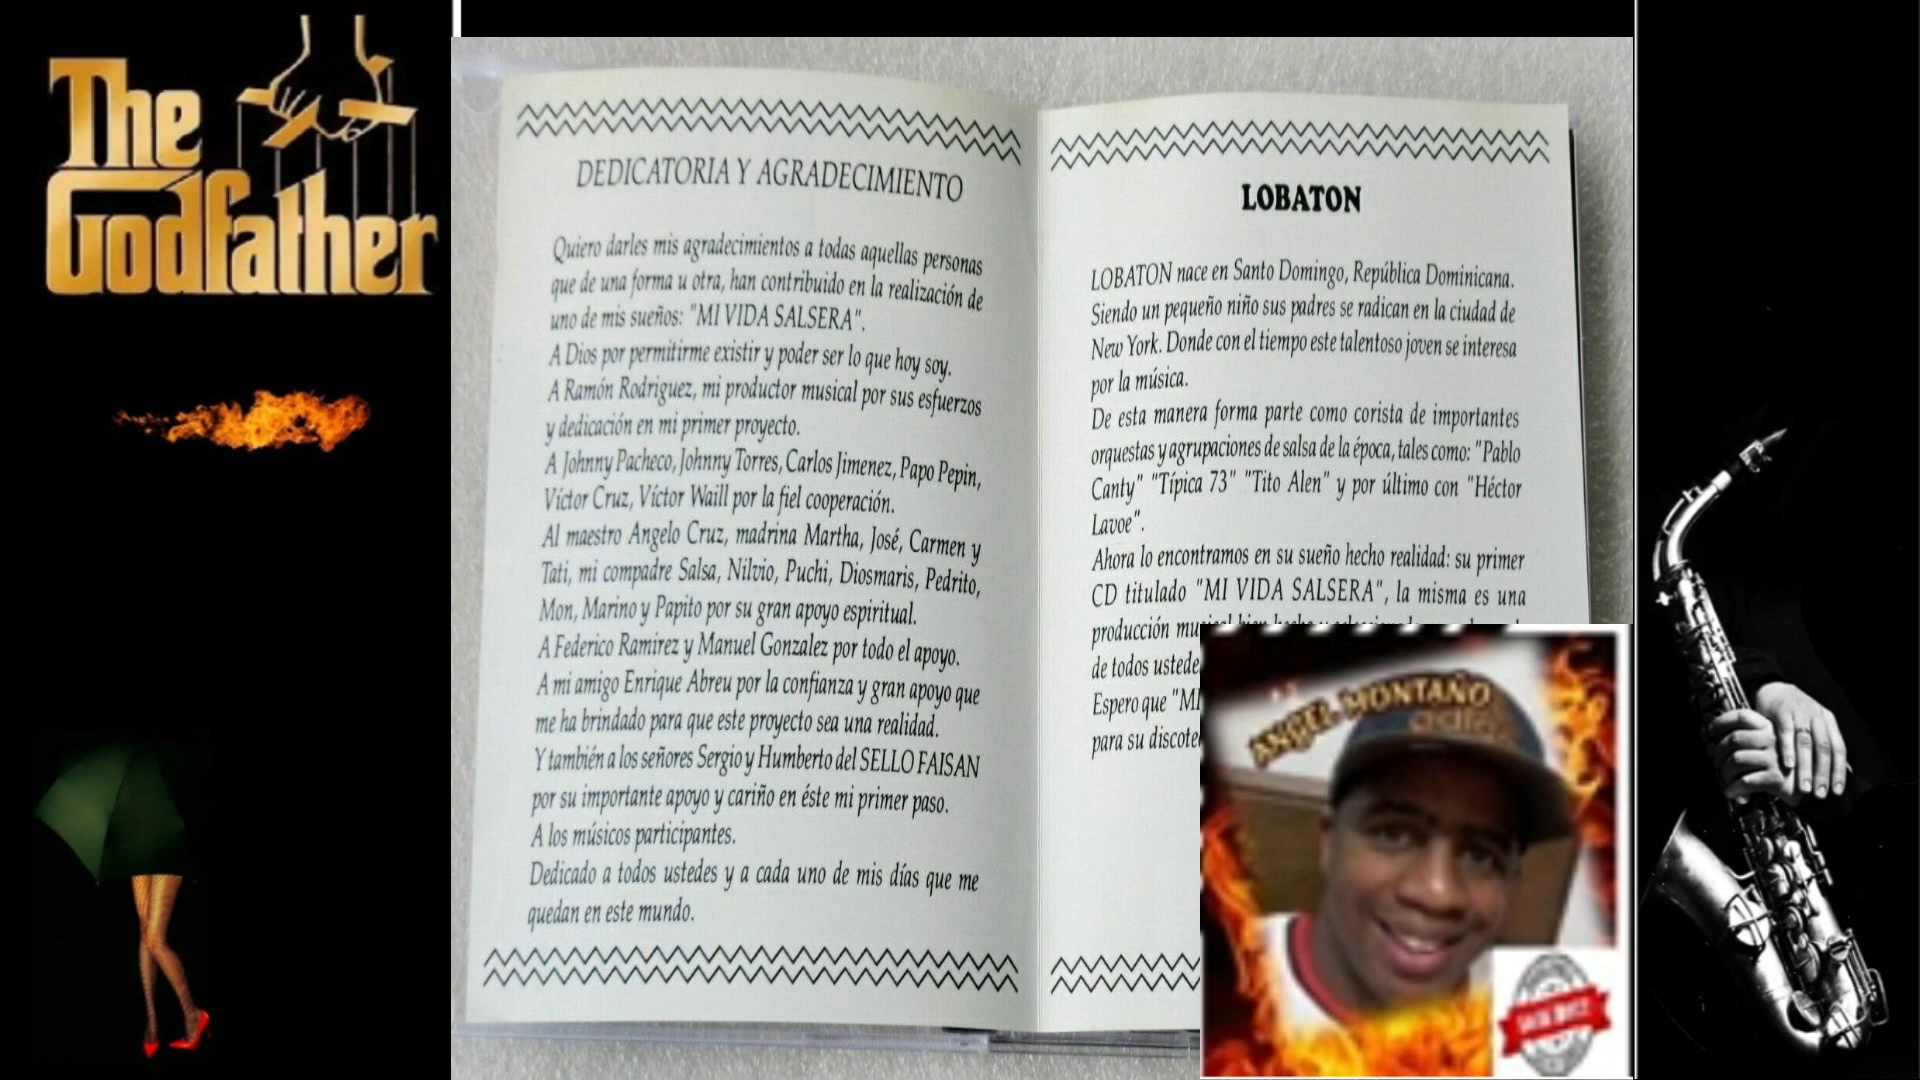 The
Godfather
DEDICATORIA Y AGRADECIMIENTO
Quiero darles mis agradecimientos a todas aquellas personas
que de una forma u otra, han contribuido en la realización de
uno de mis sueños: "MI VIDA SALSERA".
A Dios por permitirme existir y poder ser lo que hoy soy.
A Ramón Rodriguez, mi productor musical por sus esfuerzos
y dedicación en mi primer proyecto.
A Johnny Pacheco, Johnny Torres, Carlos Jimenez, Papo Pepin,
Víctor Cruz, Víctor Waill por la fiel cooperación.
Al maestro Angelo Cruz, madrina Martha, José, Carmen y
Tati, mi compadre Salsa, Nilvio, Puchi, Diosmaris, Pedrito,
Mon, Marino y Papito por su gran apoyo espiritual.
A Federico Ramirez y Manuel Gonzalez por todo el apoyo.
A mi amigo Enrique Abreu por la confianza y gran apoyo que
me ha brindado para que este proyecto sea una realidad.
Y también a los señores Sergio y Humberto del SELLO FAISAN
por su importante apoyo y cariño en éste mi primer paso.
A los músicos participantes.
Dedicado a todos ustedes y a cada uno de mis días que me
quedan en este mundo.
LOBATON
LOBATON nace en Santo Domingo, República Dominicana.
Siendo un pequeño niño sus padres se radican en la ciudad de
New York. Donde con el tiempo este talentoso joven se interesa
por la música.
De esta manera forma parte como corista de importantes
orquestas y agrupaciones de salsa de la época, tales como: "Pablo
Canty" "Típica 73" "Tito Alen" y por último con "Héctor
Lavoe".
Ahora lo encontramos en su sueño hecho realidad: su primer
CD titulado "MI VIDA SALSERA", la misma es una
producción
de todos
Espero que "MI
para su
ANGEL MONTAÑO